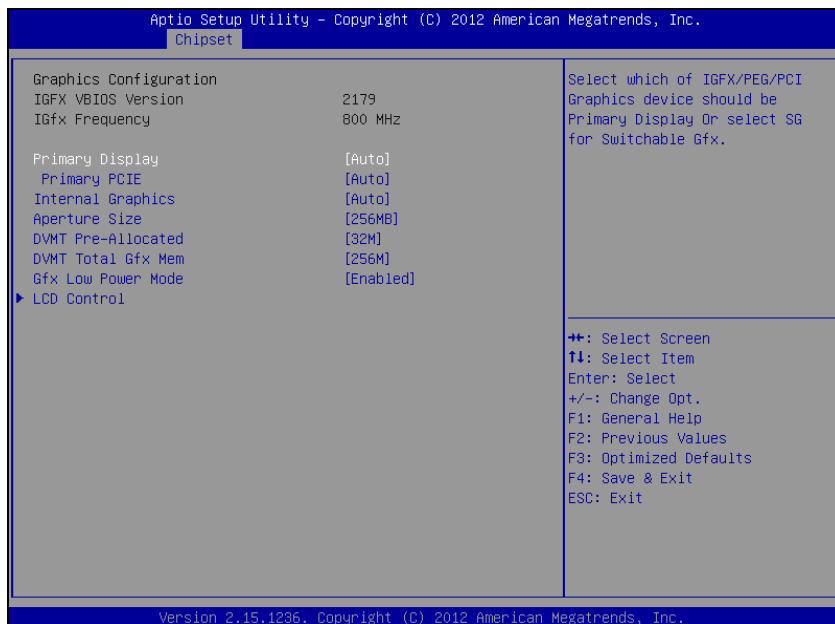 Aptio Setup Utility – Copyright (C) 2012 American Megatrends, Inc.
Chipset
Graphics Configuration
IGFX VBIOS Version 2179
IGfx Frequency 800 MHz
Primary Display [Auto]
Primary PCIE [Auto]
Internal Graphics [Auto]
Aperture Size [256MB]
DVMT Pre-Allocated [32M]
DVMT Total Gfx Mem [256M]
Gfx Low Power Mode [Enabled]
LCD Control
Select which of IGFX/PEG/PCI
Graphics device should be
Primary Display Or select SG
for Switchable Gfx.
→←: Select Screen
↑↓: Select Item
Enter: Select
+/-: Change Opt.
F1: General Help
F2: Previous Values
F3: Optimized Defaults
F4: Save & Exit
ESC: Exit
Version 2.15.1236. Copyright (C) 2012 American Megatrends, Inc.